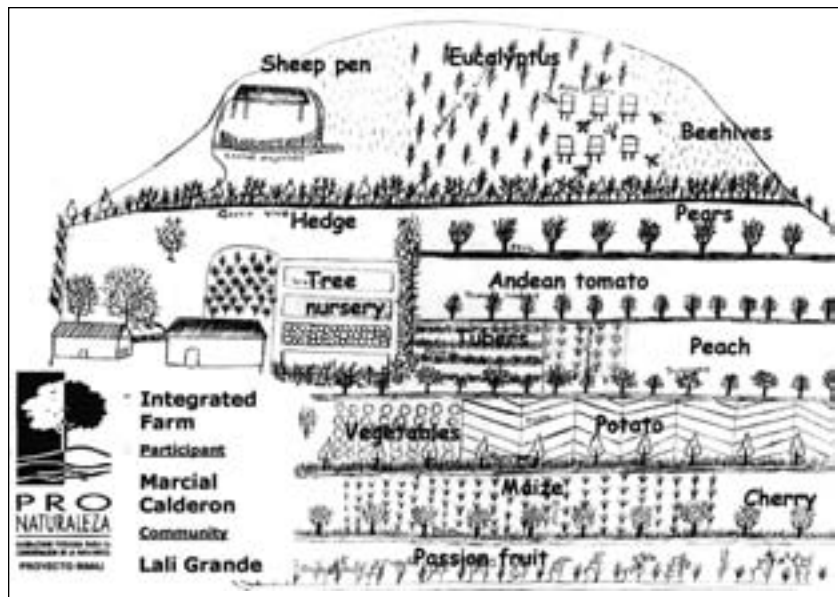 Sheep pen
Eucalyptus
Beehives
Hedge
Pears
Tree
nursery
Andean tomato
Tubers
Peach
Vegetables
Potato
Maize
Cherry
Passion fruit
Integrated
Farm
Participant
Marcial
Calderon
Community
Lali Grande
PRO
NATURALEZA